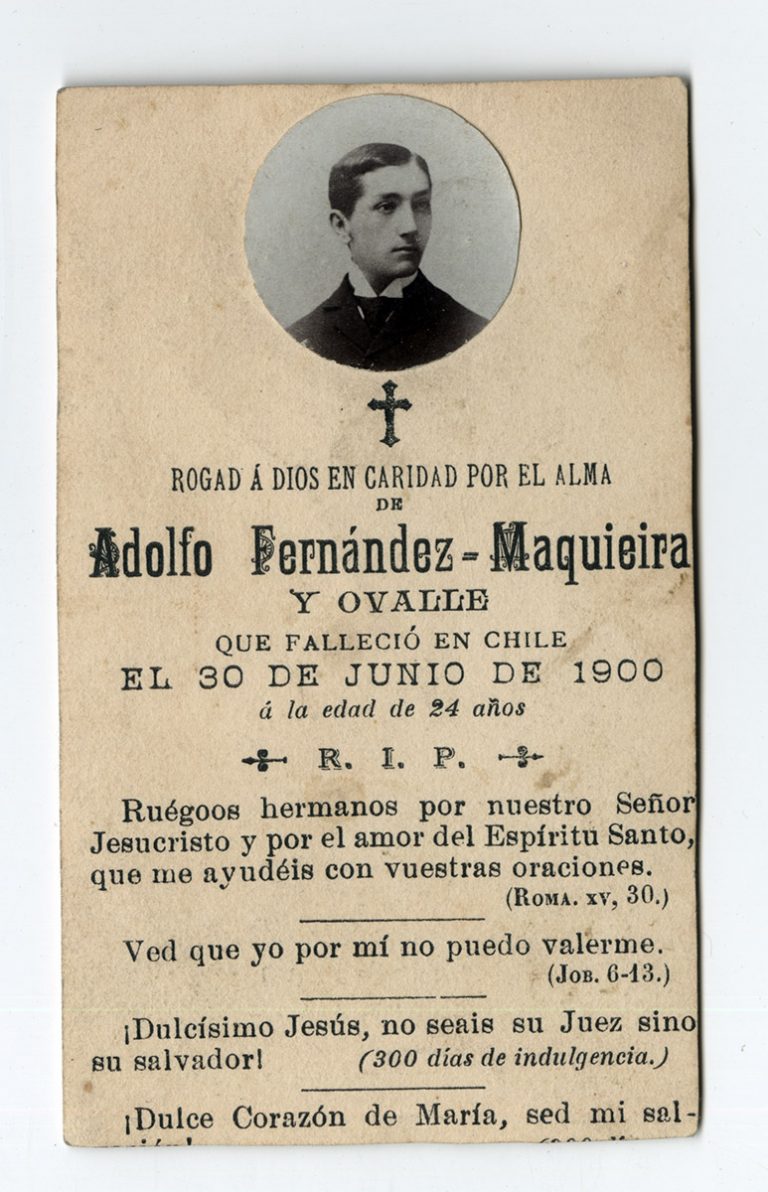 ROGAD Á DIOS EN CARIDAD POR EL ALMA
DE
Adolfo Fernández-Maquieira
Y OVALLE
QUE FALLECIÓ EN CHILE
EL 30 DE JUNIO DE 1900
á la edad de 24 años
R. I. P.
Ruégoos hermanos por nuestro Señor
Jesucristo y por el amor del Espíritu Santo,
que me ayudéis con vuestras oraciones.
(ROMA. XV, 30.)
Ved que yo por mí no puedo valerme.
(JOB. 6-13.)
¡Dulcísimo Jesús, no seais su Juez sino
su salvador! (300 días de indulgencia.)
¡Dulce Corazón de María, sed mi sal-